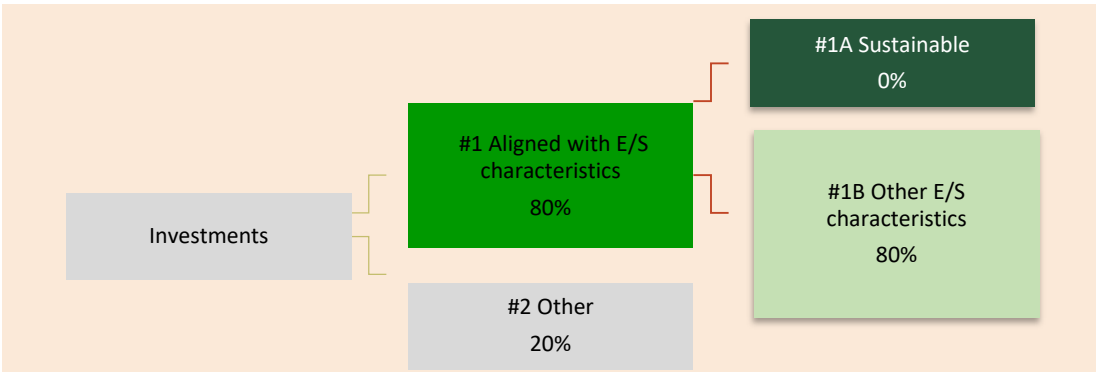 Investments
#1 Aligned with E/S
characteristics
80%
#2 Other
20%
#1A Sustainable
0%
#1B Other E/S
characteristics
80%